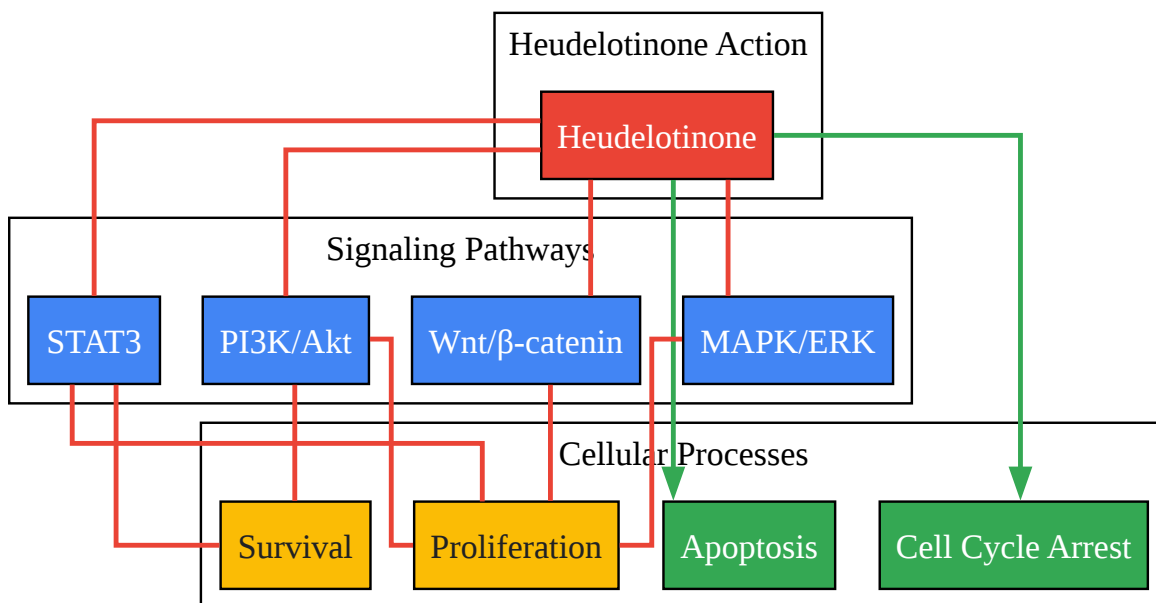 Heudelotinone Action
Heudelotinone
Signaling Pathways
STAT3
PI3K/Akt
Wnt/β-catenin
MAPK/ERK
Cellular Processes
Survival
Proliferation
Apoptosis
Cell Cycle Arrest